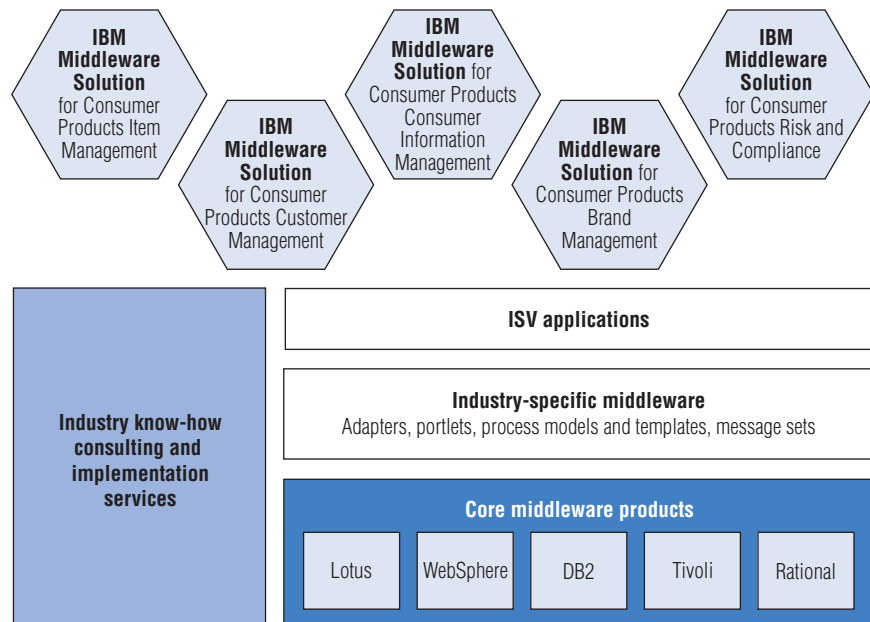 IBM
Middleware
Solution
for Consumer
Products Item
Management
IBM
Middleware
Solution
for Consumer
Products Customer
Management
IBM
Middleware
Solution for
Consumer Products
Consumer
Information
Management
IBM
Middleware
Solution for
Consumer Products
Brand
Management
IBM
Middleware
Solution
for Consumer
Products Risk and
Compliance
Industry know-how
consulting and
implementation
services
ISV applications
Industry-specific middleware
Adapters, portlets, process models and templates, message sets
Core middleware products
Lotus
WebSphere
DB2
Tivoli
Rational